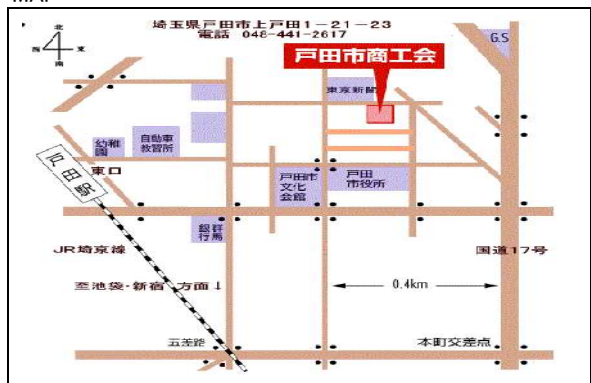 MAP
埼玉県戸田市上戸田1-21-23
電話 048-441-2617
北
西
東
南
戸田市商工会
G.S
東京新聞
幼稚
園
自動車
教習所
東口
戸田駅
戸田市
文化
会館
戸田
市役所
群馬
銀行
JR埼京線
国道17号
至池袋・新宿 方面↓
0.4km
五差路
本町交差点